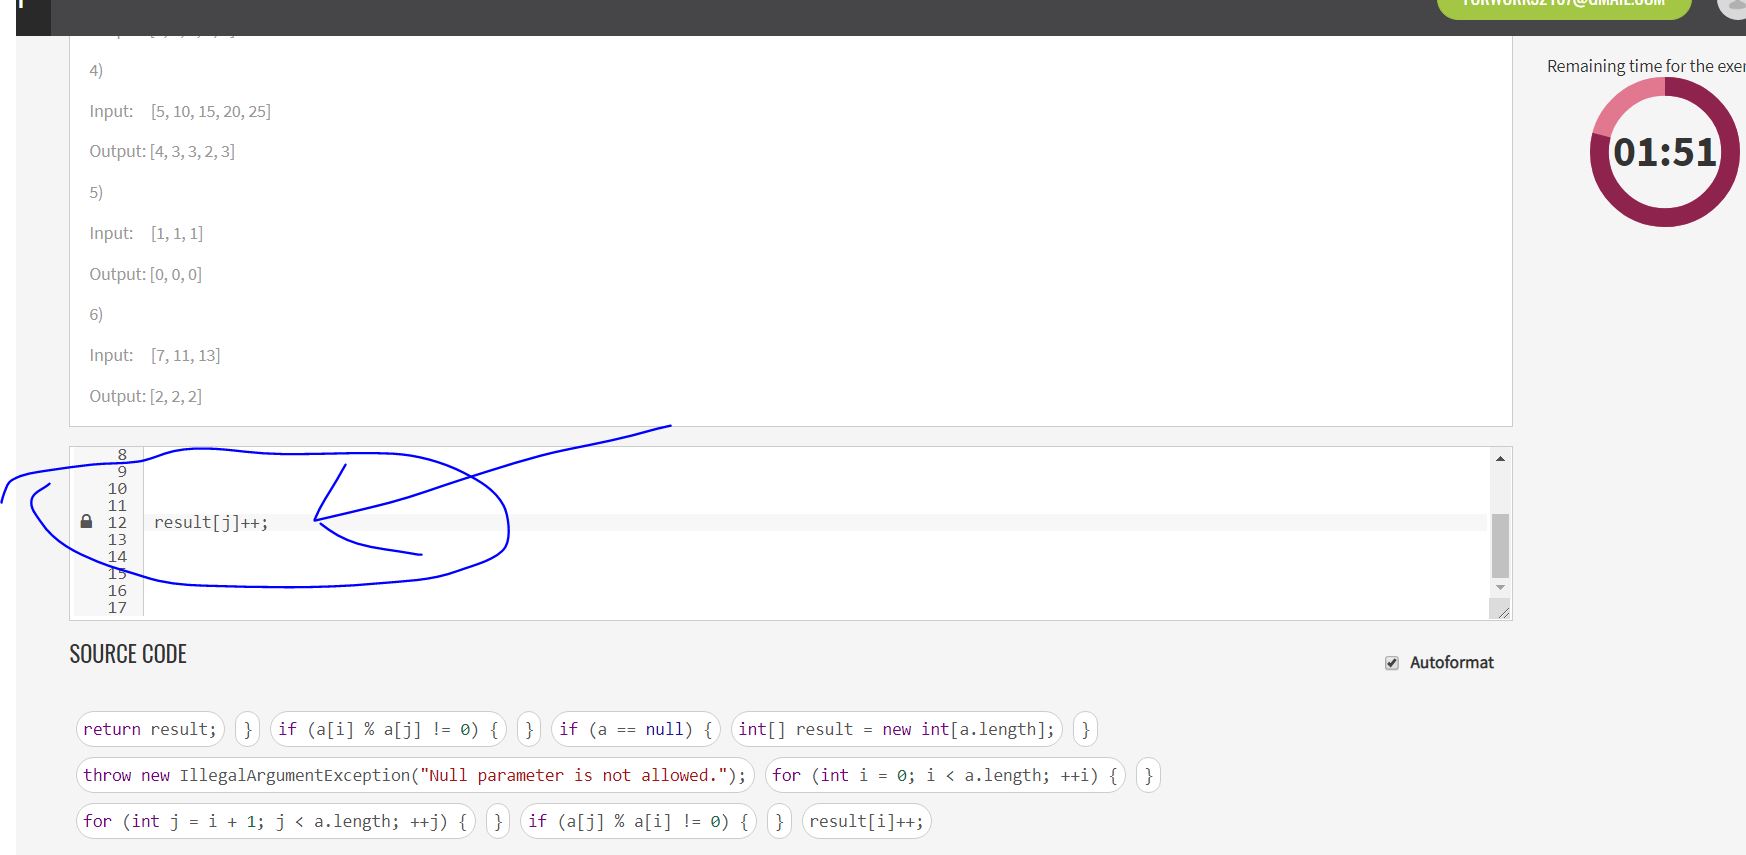 4)
Input: [5, 10, 15, 20, 25]
Output: [4, 3, 3, 2, 3]
5)
Input: [1, 1, 1]
Output: [0, 0, 0]
6)
Input: [7, 11, 13]
Output: [2, 2, 2]
Remaining time for the exer
01:51
8
9
10
11
12 result[j]++;
13
14
15
16
17
SOURCE CODE
Autoformat
return result; } if (a[i] % a[j] != 0) { } if (a == null) { int[] result = new int[a.length]; }
throw new IllegalArgumentException("Null parameter is not allowed."); for (int i = 0; i < a.length; ++i) { }
for (int j = i + 1; j < a.length; ++j) { } if (a[j] % a[i] != 0) { } result[i]++;